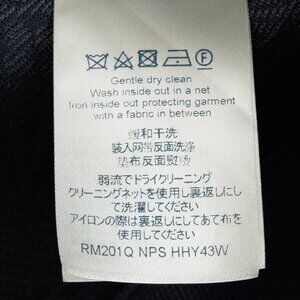 Gentle dry clean
Wash inside out in a net
Iron inside out protecting garment
with a fabric in between
缓和干洗
装入网带反面洗涤
垫布反面熨烫
弱流でドライクリーニング
クリーニングネットを使用し裏返しにし
て洗濯してください
アイロンの際は裏返しにしてあて布を
使用してください
RM201Q NPS HHY43W